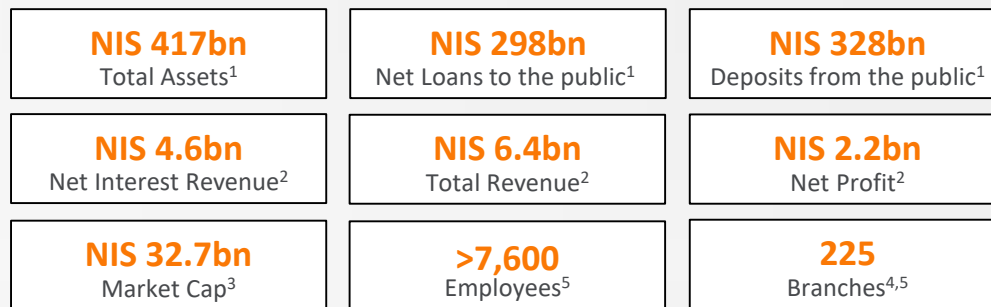 NIS 417bn
Total Assets¹
NIS 298bn
Net Loans to the public¹
NIS 328bn
Deposits from the public¹
NIS 4.6bn
Net Interest Revenue²
NIS 6.4bn
Total Revenue²
NIS 2.2bn
Net Profit²
NIS 32.7bn
Market Cap³
>7,600
Employees⁵
225
Branches⁴,⁵